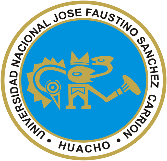 UNIVERSIDAD NACIONAL JOSE FAUSTINO SANCHEZ CARRION
• HUACHO •